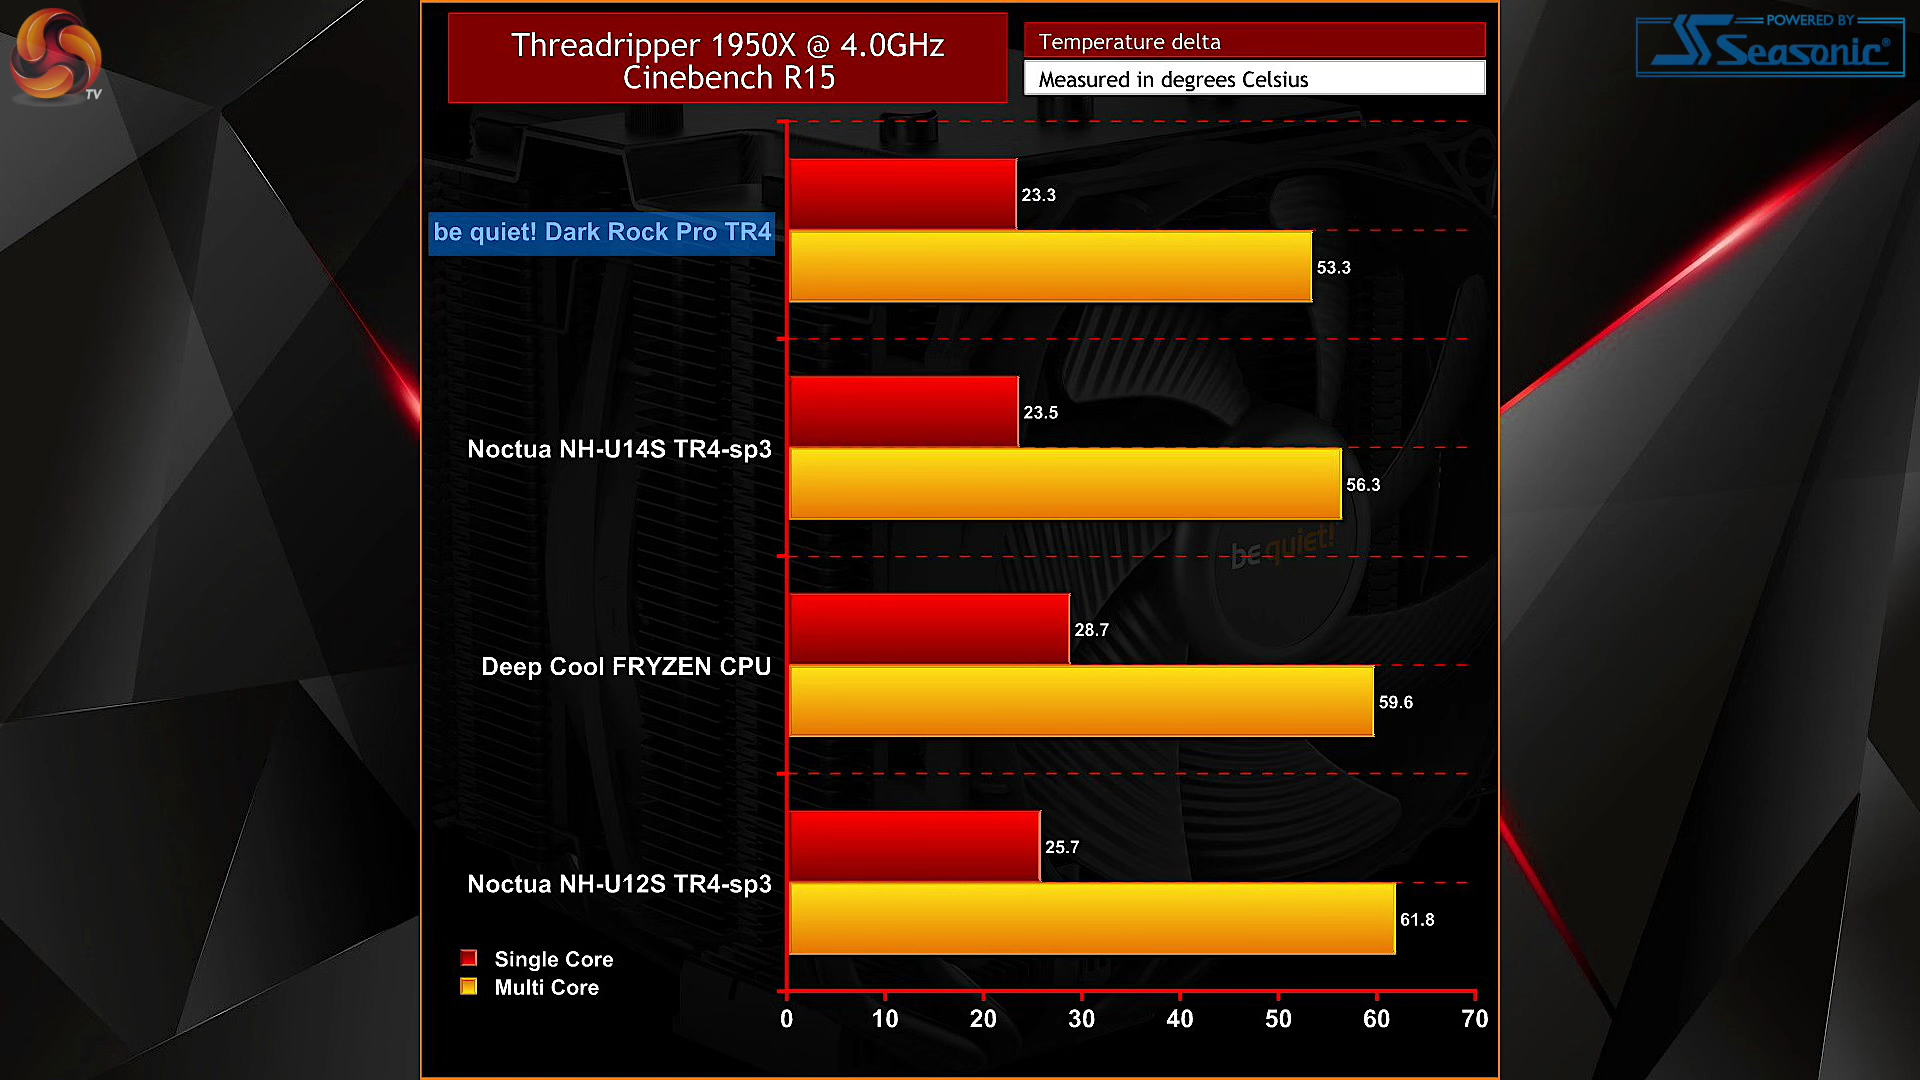 TV
Threadripper 1950X @ 4.0GHz
Cinebench R15
Temperature delta
Measured in degrees Celsius
POWERED BY
Seasonic®
be quiet! Dark Rock Pro TR4
23.3
53.3
Noctua NH-U14S TR4-sp3
23.5
56.3
be quiet!
Deep Cool FRYZEN CPU
28.7
59.6
Noctua NH-U12S TR4-sp3
25.7
61.8
Single Core
Multi Core
0 10 20 30 40 50 60 70